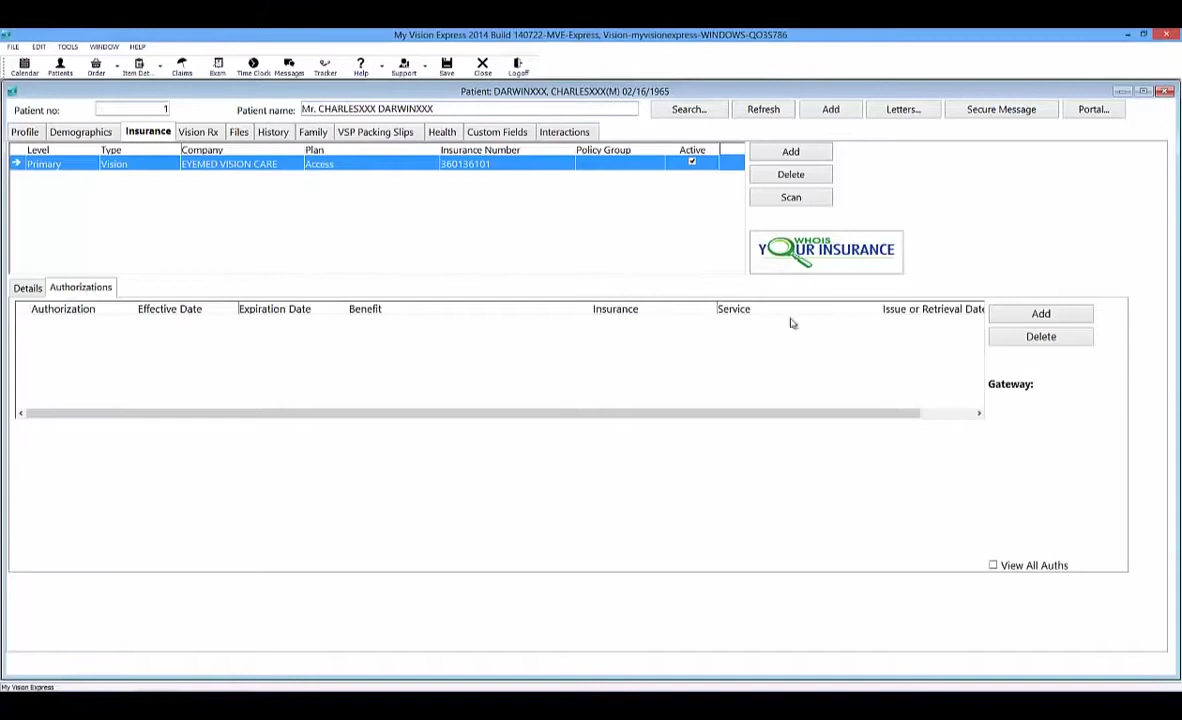 My Vision Express 2014 Build 140722-MVE-Express, Vision-myvisionexpress-WINDOWS-QO3S786
FILE EDIT TOOLS WINDOW HELP
Calendar Patients Order Item Dat... Claims Exam Time Clock Messages Tracker Help Support Save Close Logoff
Patient: DARWINXXX, CHARLESXXX(M) 02/16/1965
Patient no: 1 Patient name: Mr. CHARLESXXX DARWINXXX Search... Refresh Add Letters... Secure Message Portal...
Profile Demographics Insurance Vision Rx Files History Family VSP Packing Slips Health Custom Fields Interactions
Level Type Company Plan Insurance Number Policy Group Active Add
Primary Vision EYEMED VISION CARE Access 360136101
Delete
Scan
WHOIS
YOUR INSURANCE
Details Authorizations
Authorization Effective Date Expiration Date Benefit Insurance Service Issue or Retrieval Date Add
Delete
Gateway:
View All Auths
My Vision Express